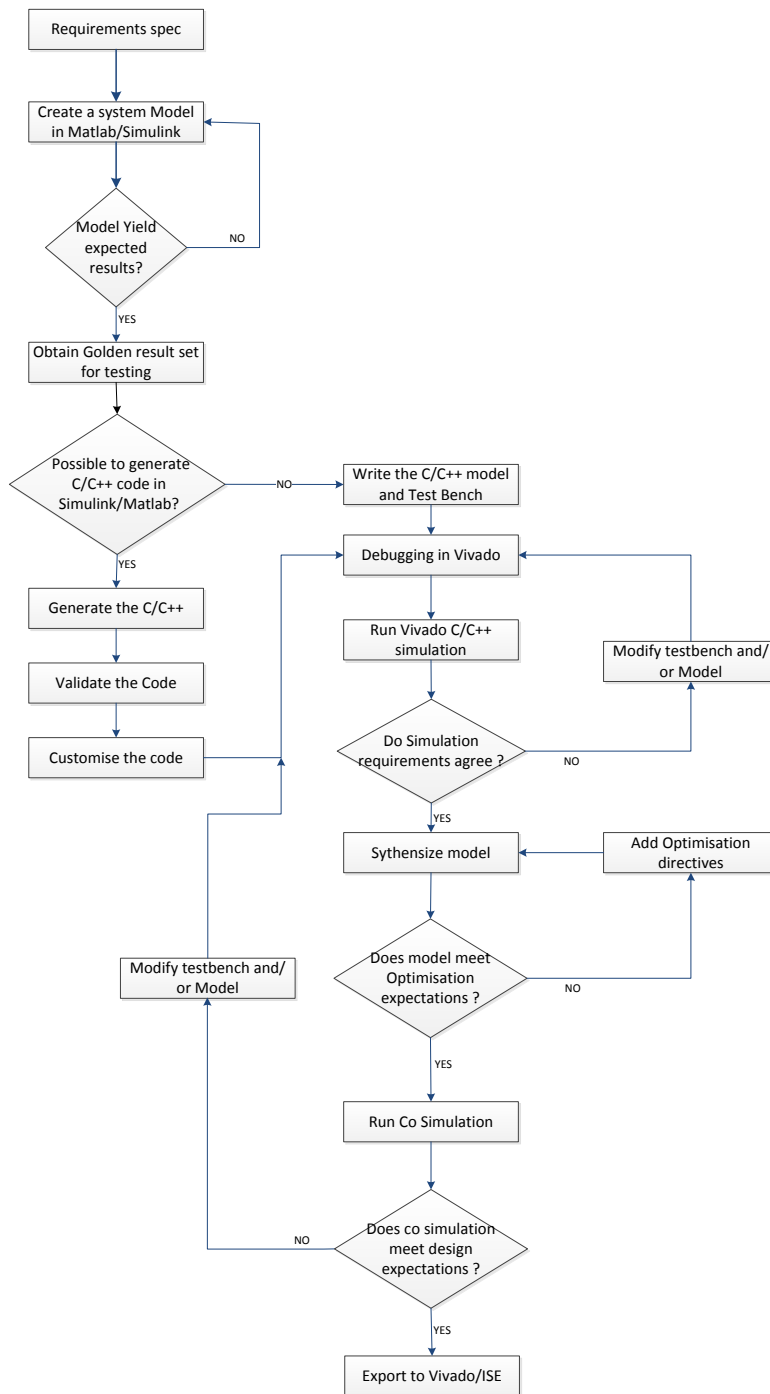 Requirements spec
Create a system Model
in Matlab/Simulink
Model Yield
expected
results?
NO
YES
Obtain Golden result set
for testing
Possible to generate
C/C++ code in
Simulink/Matlab?
NO
Write the C/C++ model
and Test Bench
YES
Debugging in Vivado
Generate the C/C++
Run Vivado C/C++
simulation
Modify testbench and/
or Model
Validate the Code
Customise the code
Do Simulation
requirements agree ?
NO
YES
Sythensize model
Add Optimisation
directives
Modify testbench and/
or Model
Does model meet
Optimisation
expectations ?
NO
YES
Run Co Simulation
Does co simulation
meet design
expectations ?
NO
YES
Export to Vivado/ISE